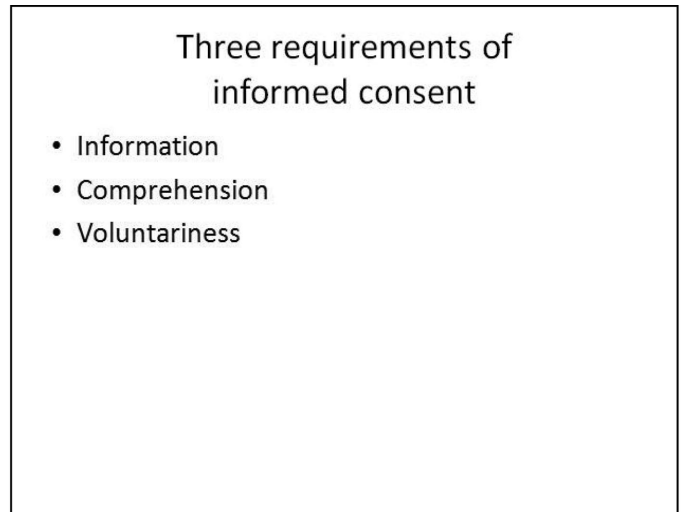 Three requirements of
informed consent
• Information
• Comprehension
• Voluntariness